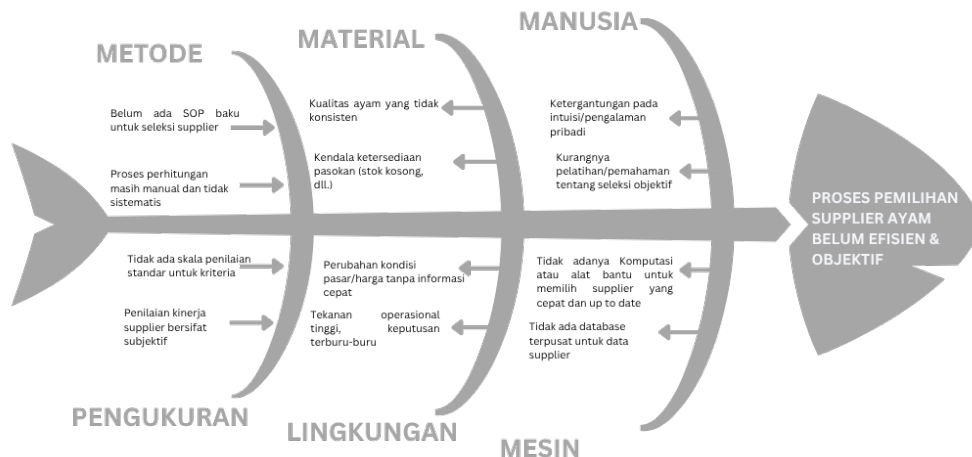 METODE
MATERIAL
MANUSIA
Belum ada SOP baku
untuk seleksi supplier
Proses perhitungan
masih manual dan tidak
sistematis
Kualitas ayam yang tidak
konsisten
Kendala ketersediaan
pasokan (stok kosong,
dll.)
Ketergantungan pada
intuisi/pengalaman
pribadi
Kurangnya
pelatihan/pemahaman
tentang seleksi objektif
PROSES PEMILIHAN
SUPPLIER AYAM
BELUM EFISIEN &
OBJEKTIF
Tidak ada skala penilaian
standar untuk kriteria
Penilaian kinerja
supplier bersifat
subjektif
Perubahan kondisi
pasar/harga tanpa informasi
cepat
Tekanan operasional
tinggi, keputusan
terburu-buru
Tidak adanya Komputasi
atau alat bantu untuk
memilih supplier yang
cepat dan up to date
Tidak ada database
terpusat untuk data
supplier
PENGUKURAN
LINGKUNGAN
MESIN